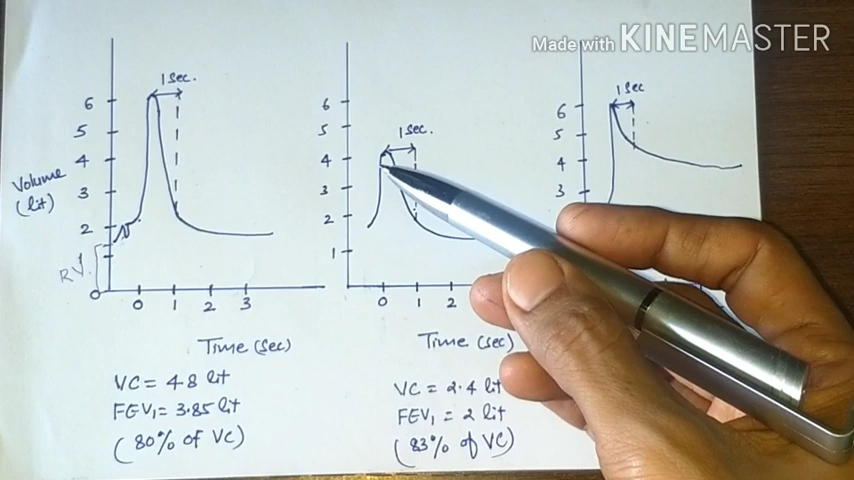 Made with KINEMASTER
1 sec.
6
5
4
3
2
0
Volume
(lit)
RV
0 1 2 3
Time (sec)
VC = 4.8 lit
FEV₁ = 3.85 lit
(80% of VC)
1 sec.
6
5
4
3
2
1
0 1 2
Time (sec)
VC = 2.4 lit
FEV₁ = 2 lit
(83% of VC)
1 sec
6
5
4
3